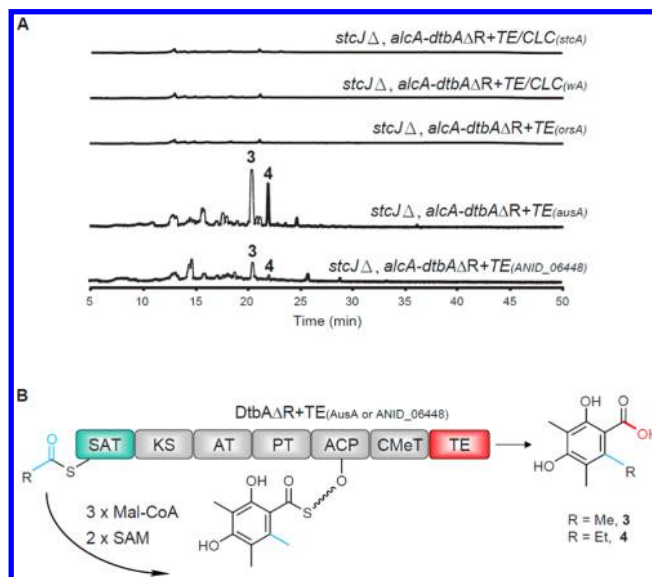 A
stcJΔ, alcA-dtbAΔR+TE/CLC(stcA)
stcJΔ, alcA-dtbAΔR+TE/CLC(wA)
stcJΔ, alcA-dtbAΔR+TE(orsA)
3
4
stcJΔ, alcA-dtbAΔR+TE(ausA)
3
4
stcJΔ, alcA-dtbAΔR+TE(ANID_06448)
5 10 15 20 25 30 35 40 45 50
Time (min)
B
DtbAΔR+TE(AusA or ANID_06448)
O
R
S
SAT KS AT PT ACP CMeT TE
3 x Mal-CoA
2 x SAM
O
OH O
S
HO
OH O
OH
HO
R
R = Me, 3
R = Et, 4